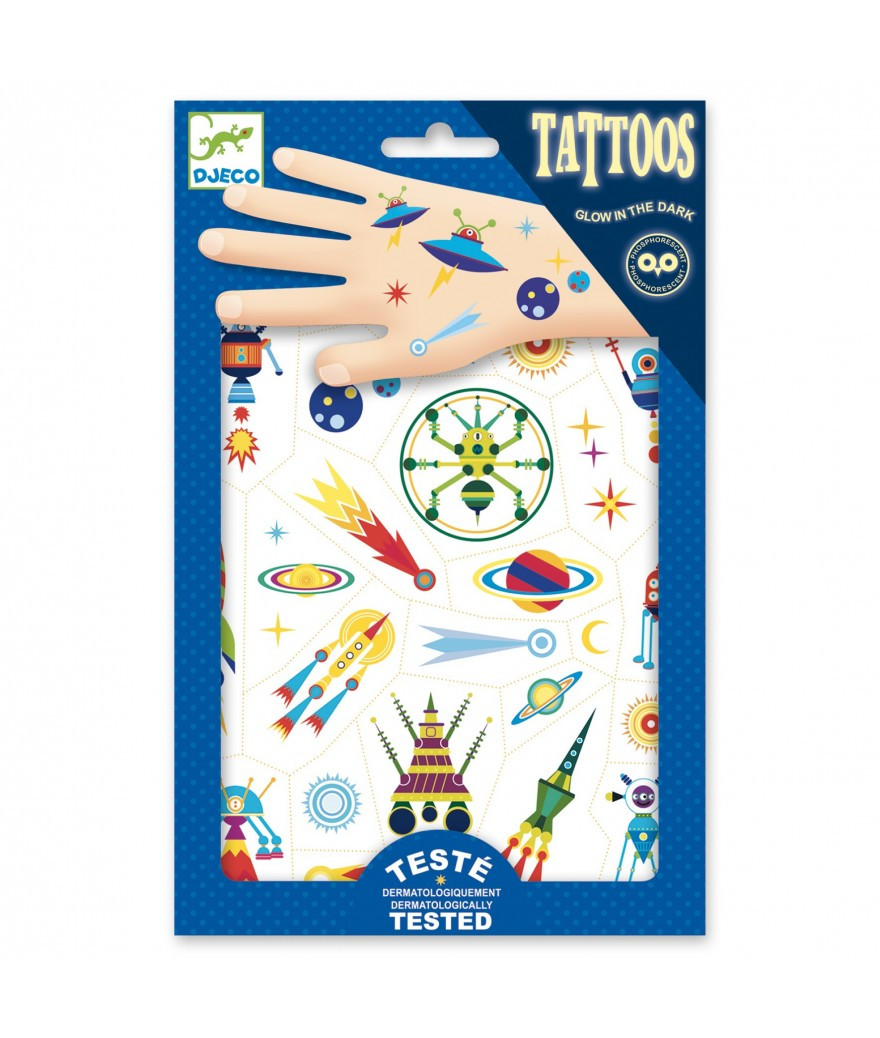 DJECO
TATTOOS
GLOW IN THE DARK
PHOSPHORESCENT
PHOSPHORESCENT
TESTÉ
DERMATOLOGIQUEMENT
DERMATOLOGICALLY
TESTED